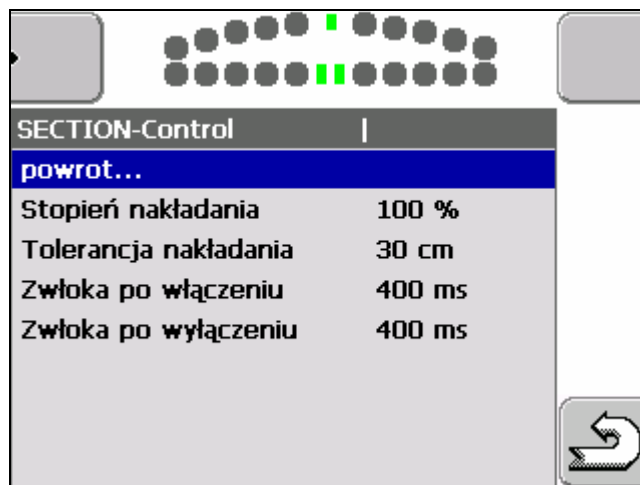 SECTION-Control
powrot...
Stopień nakładania 100 %
Tolerancja nakładania 30 cm
Zwłoka po włączeniu 400 ms
Zwłoka po wyłączeniu 400 ms